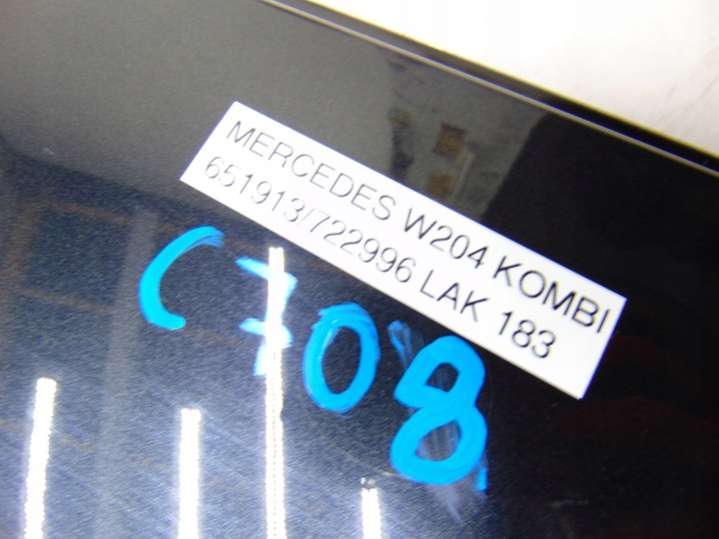 MERCEDES W204 KOMBI
651913/722996 LAK 183
C708